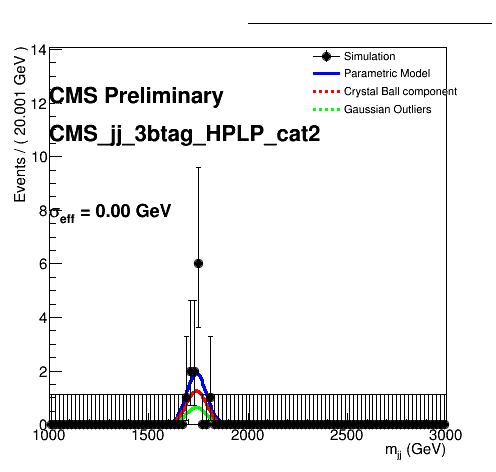 Simulation
Parametric Model
Crystal Ball component
Gaussian Outliers
CMS Preliminary
CMS_jj_3btag_HPLP_cat2
σeff = 0.00 GeV
Events / ( 20.001 GeV )
14
12
10
8
6
4
2
0
1000 1500 2000 2500 3000
mjj (GeV)